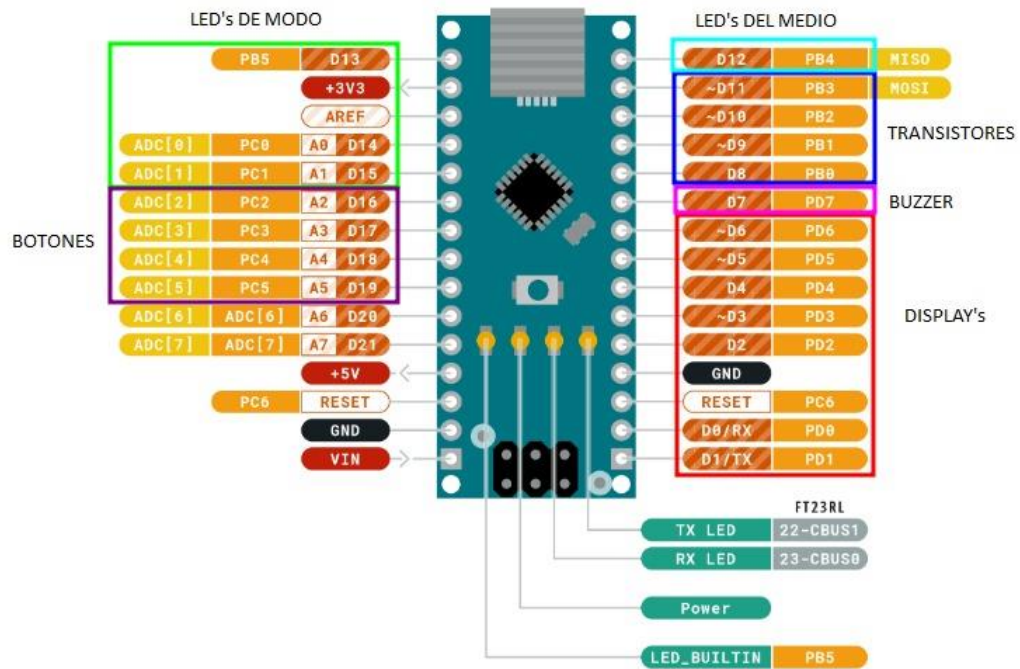 LED's DE MODO
LED's DEL MEDIO
PB5 D13
+3V3
AREF
ADC[0] PC0 A0 D14
ADC[1] PC1 A1 D15
BOTONES
ADC[2] PC2 A2 D16
ADC[3] PC3 A3 D17
ADC[4] PC4 A4 D18
ADC[5] PC5 A5 D19
ADC[6] ADC[6] A6 D20
ADC[7] ADC[7] A7 D21
+5V
PC6 RESET
GND
VIN
D12 PB4 MISO
~D11 PB3 MOSI
~D10 PB2
TRANSISTORES
~D9 PB1
D8 PB0
D7 PD7
BUZZER
~D6 PD6
~D5 PD5
D4 PD4
~D3 PD3
DISPLAY's
D2 PD2
GND
RESET PC6
D0/RX PD0
D1/TX PD1
FT23RL
TX LED 22-CBUS1
RX LED 23-CBUS0
Power
LED_BUILTIN PB5